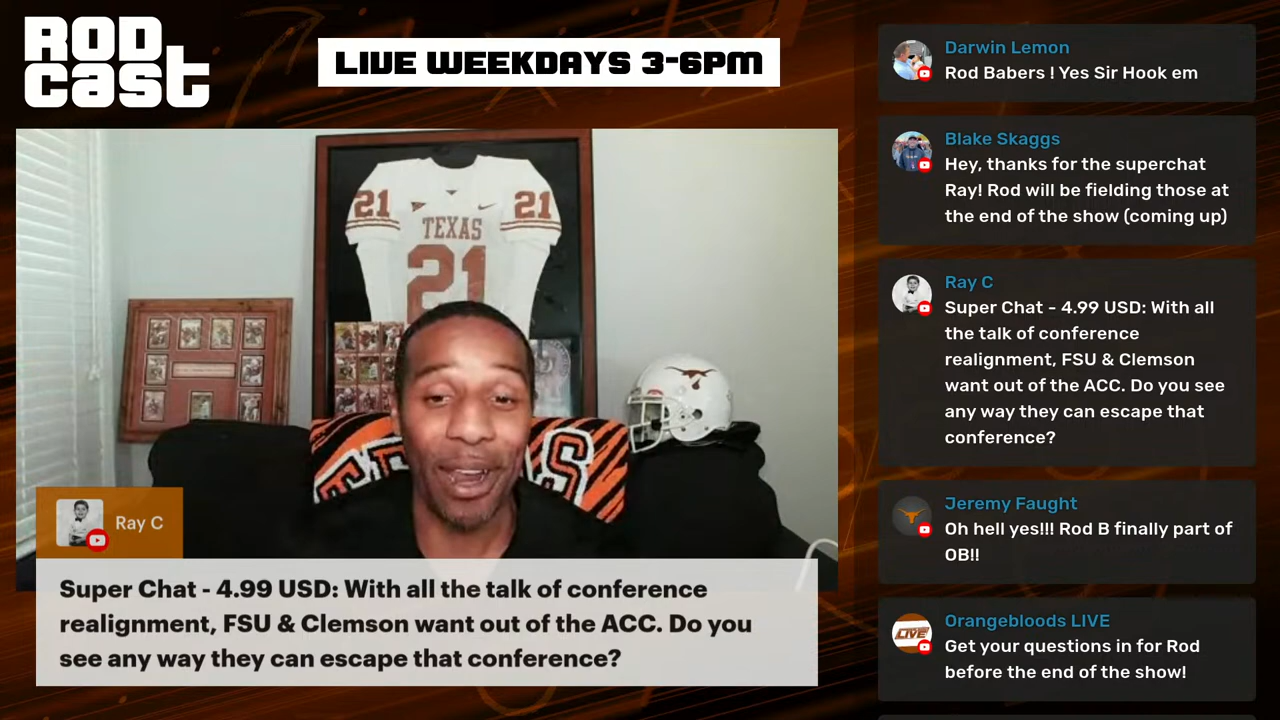 ROD
cast
LIVE WEEKDAYS 3-6PM
21
21
TEXAS
21
Ray C
Super Chat - 4.99 USD: With all the talk of conference
realignment, FSU & Clemson want out of the ACC. Do you
see any way they can escape that conference?
Darwin Lemon
Rod Babers ! Yes Sir Hook em
Blake Skaggs
Hey, thanks for the superchat
Ray! Rod will be fielding those at
the end of the show (coming up)
Ray C
Super Chat - 4.99 USD: With all
the talk of conference
realignment, FSU & Clemson
want out of the ACC. Do you see
any way they can escape that
conference?
Jeremy Faught
Oh hell yes!!! Rod B finally part of
OB!!
Orangebloods LIVE
Get your questions in for Rod
before the end of the show!